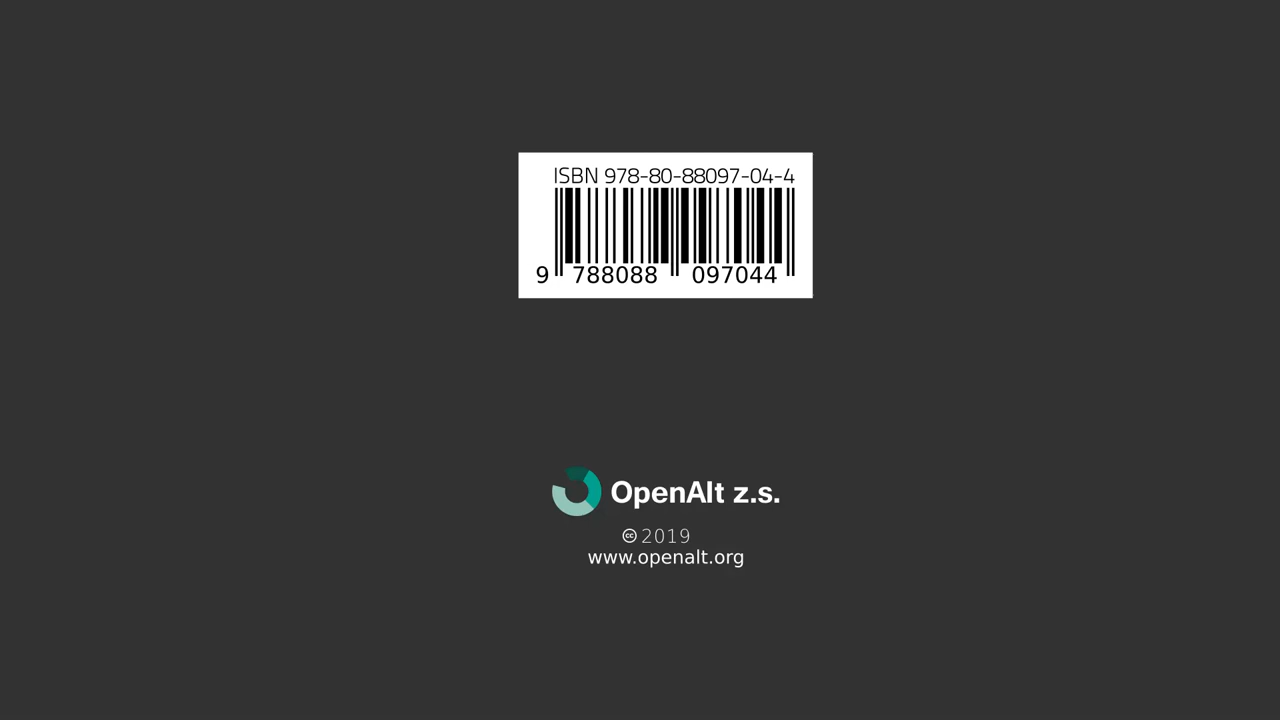 ISBN 978-80-88097-04-4
9 788088 097044
OpenAlt z.s.
🅭 2019
www.openalt.org